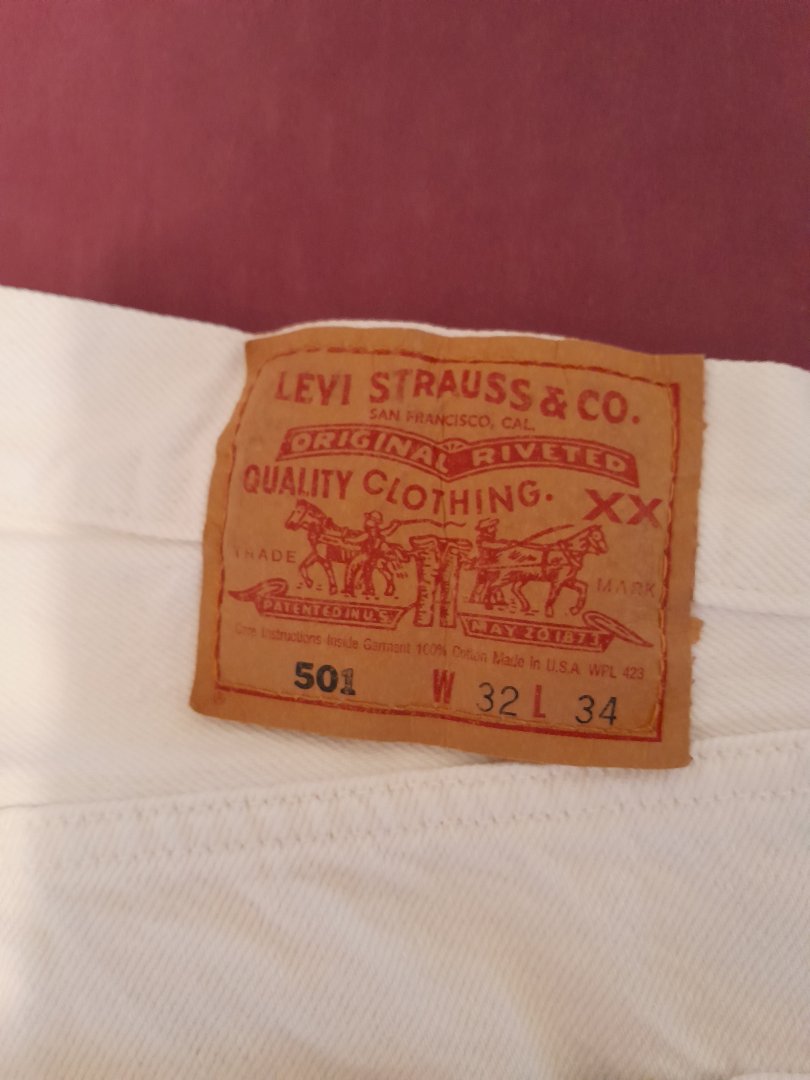 LEVI STRAUSS & CO.
SAN FRANCISCO, CAL.
ORIGINAL RIVETED
QUALITY CLOTHING. XX
TRADE MARK
PATENTED IN U.S. MAY 20 1873
Care Instructions Inside Garment 100% Cotton Made in U.S.A. WPL 423
501 W 32 L 34